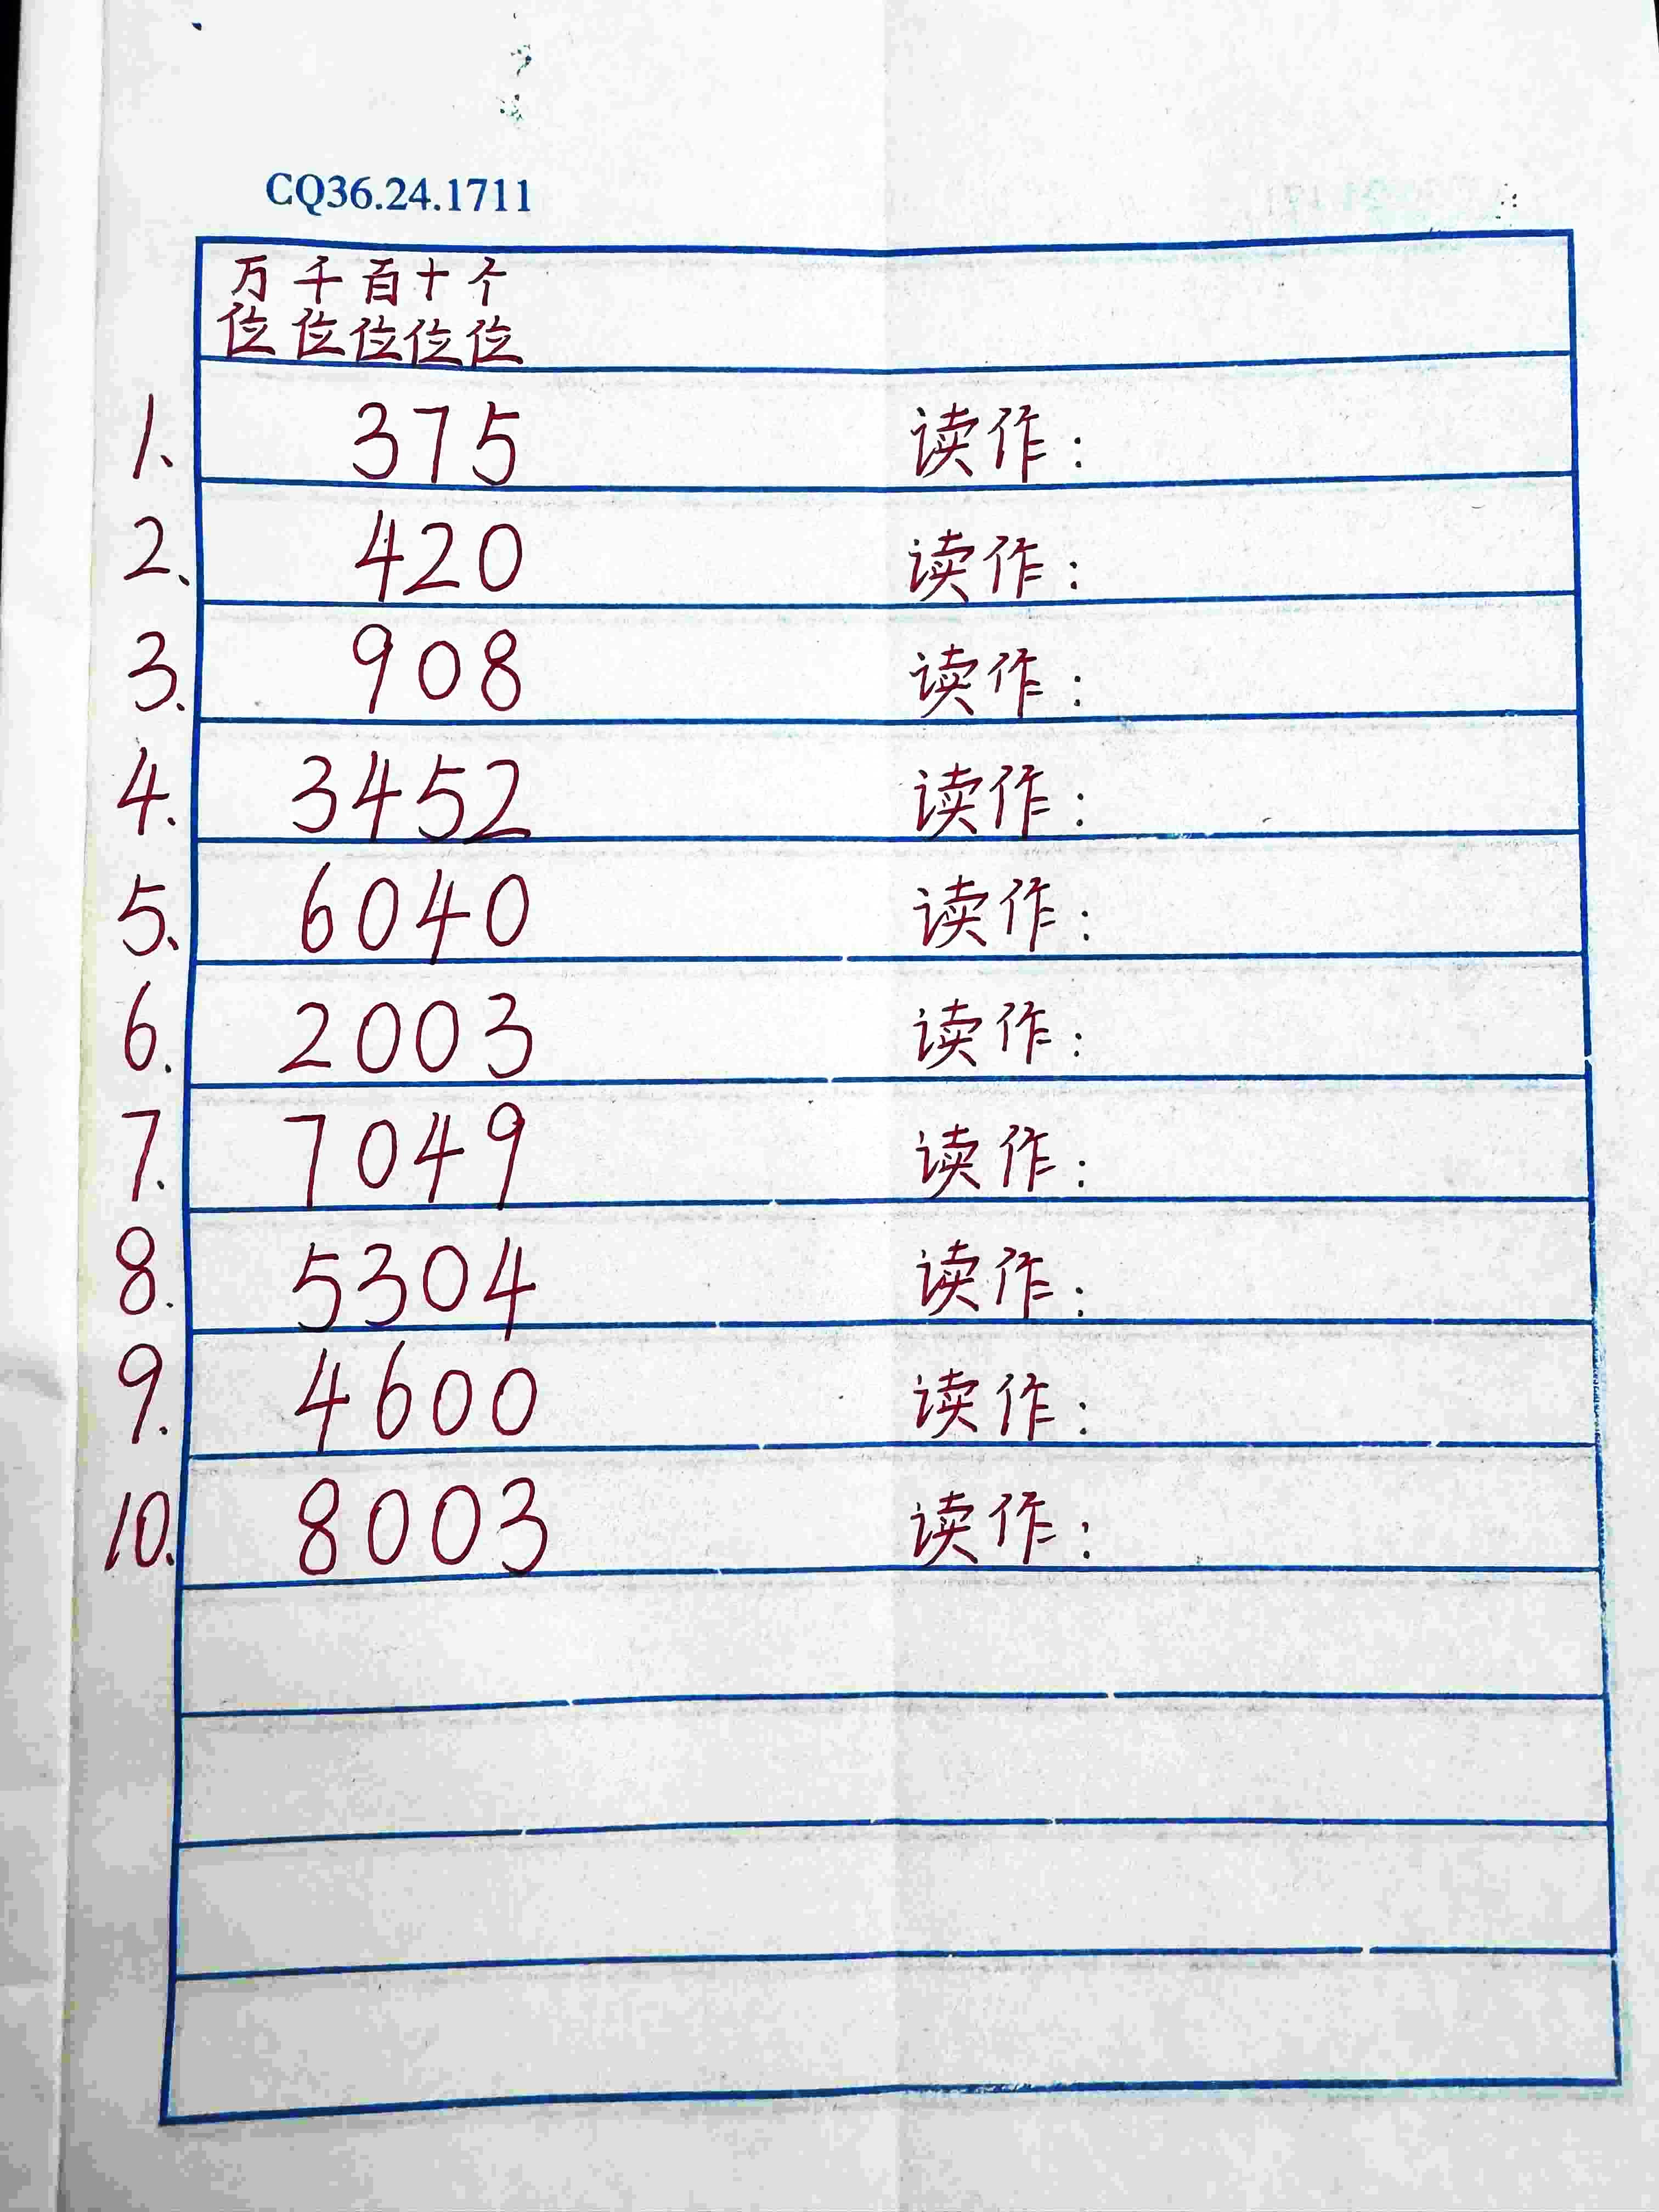 CQ36.24.1711
万 千 百 十 个
位 位 位 位 位
1、 375 读作：
2、 420 读作：
3、 908 读作：
4. 3452 读作：
5、 6040 读作：
6. 2003 读作：
7. 7049 读作：
8. 5304 读作：
9. 4600 读作：
10. 8003 读作：